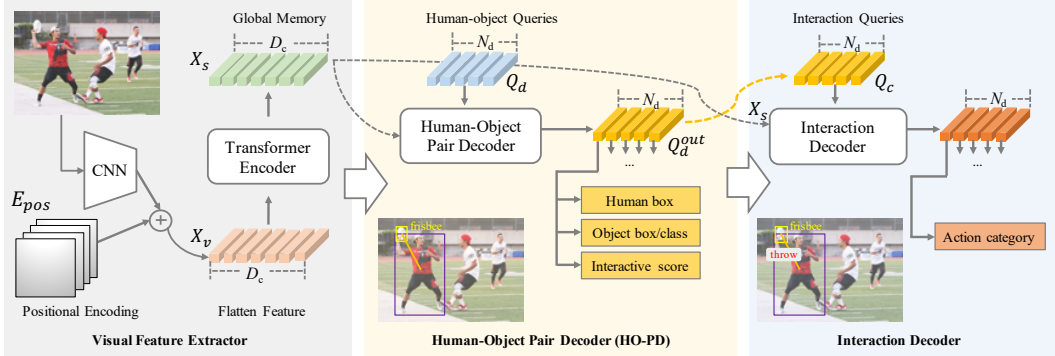 Global Memory
D_c
X_s
CNN
Transformer Encoder
E_pos
+
X_v
D_c
Positional Encoding
Flatten Feature
Visual Feature Extractor
Human-object Queries
N_d
Q_d
Human-Object
Pair Decoder
N_d
Q_d^out
...
Human box
Object box/class
Interactive score
frisbee
Human-Object Pair Decoder (HO-PD)
Interaction Queries
N_d
Q_c
X_s
Interaction
Decoder
N_d
...
Action category
frisbee
throw
Interaction Decoder